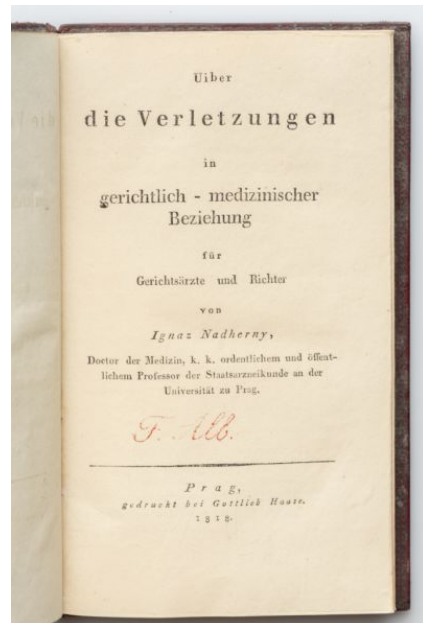 Uiber
die Verletzungen
in
gerichtlich - medizinischer
Beziehung
für
Gerichtsärzte und Richter
von
Ignaz Nadherny,
Doctor der Medizin, k. k. ordentlichem und öffent-
lichem Professor der Staatsarzneikunde an der
Universität zu Prag.
F. Alb.
Prag,
gedruckt bei Gottlieb Haase.
1818.